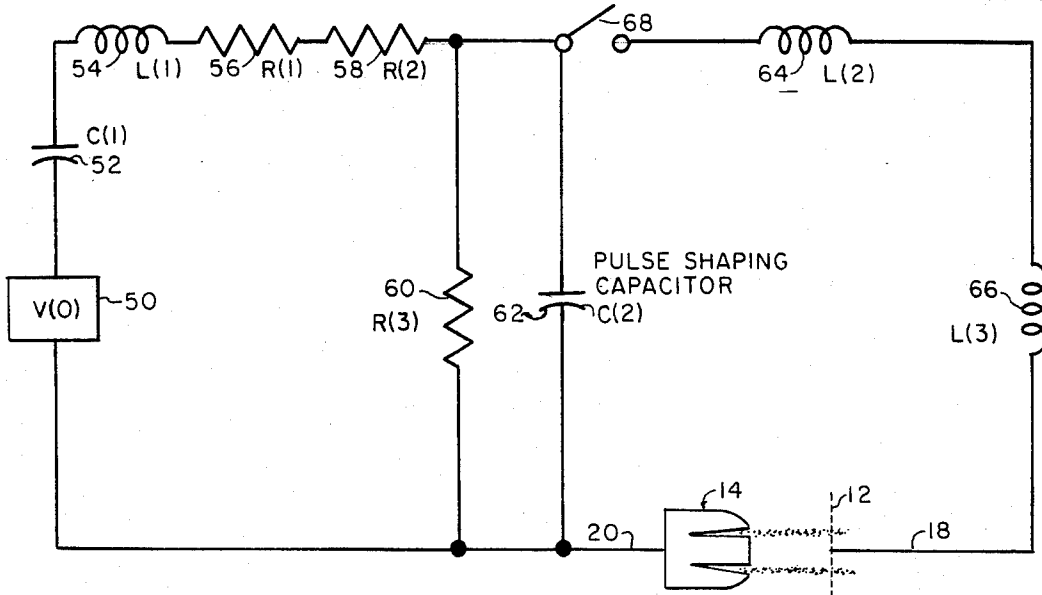 68
54
L(1)
56
R(1)
58
R(2)
64
L(2)
C(1)
52
V(0)
50
60
R(3)
PULSE SHAPING
CAPACITOR
62
C(2)
66
L(3)
14
12
20
18